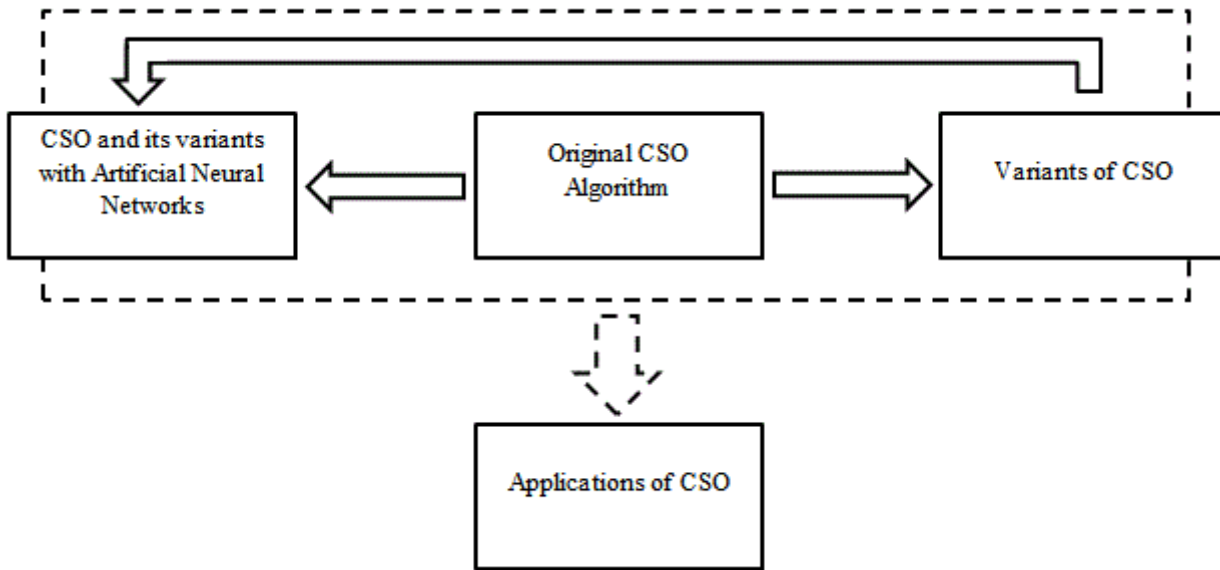 CSO and its variants
with Artificial Neural
Networks
Original CSO
Algorithm
Variants of CSO
Applications of CSO